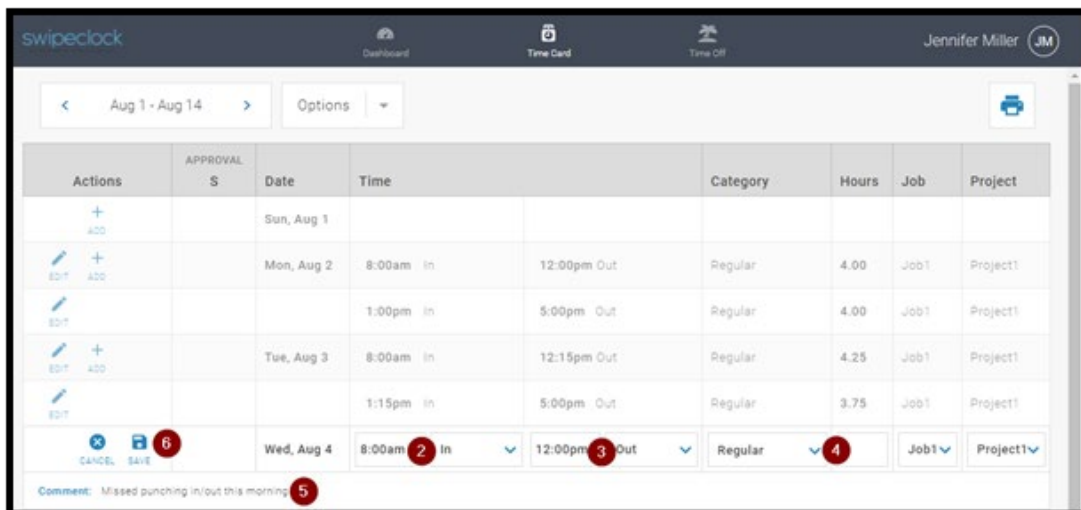 swipeclock Dashboard Time Card Time Off Jennifer Miller JM
Aug 1 - Aug 14 Options
Actions APPROVAL S Date Time Category Hours Job Project
ADD Sun, Aug 1
EDIT ADD Mon, Aug 2 8:00am In 12:00pm Out Regular 4.00 Job1 Project1
EDIT 1:00pm In 5:00pm Out Regular 4.00 Job1 Project1
EDIT ADD Tue, Aug 3 8:00am In 12:15pm Out Regular 4.25 Job1 Project1
EDIT 1:15pm In 5:00pm Out Regular 3.75 Job1 Project1
CANCEL SAVE 6 Wed, Aug 4 8:00am 2 In 12:00pm 3 Out Regular 4 Job1 Project1
Comment: Missed punching in/out this morning 5